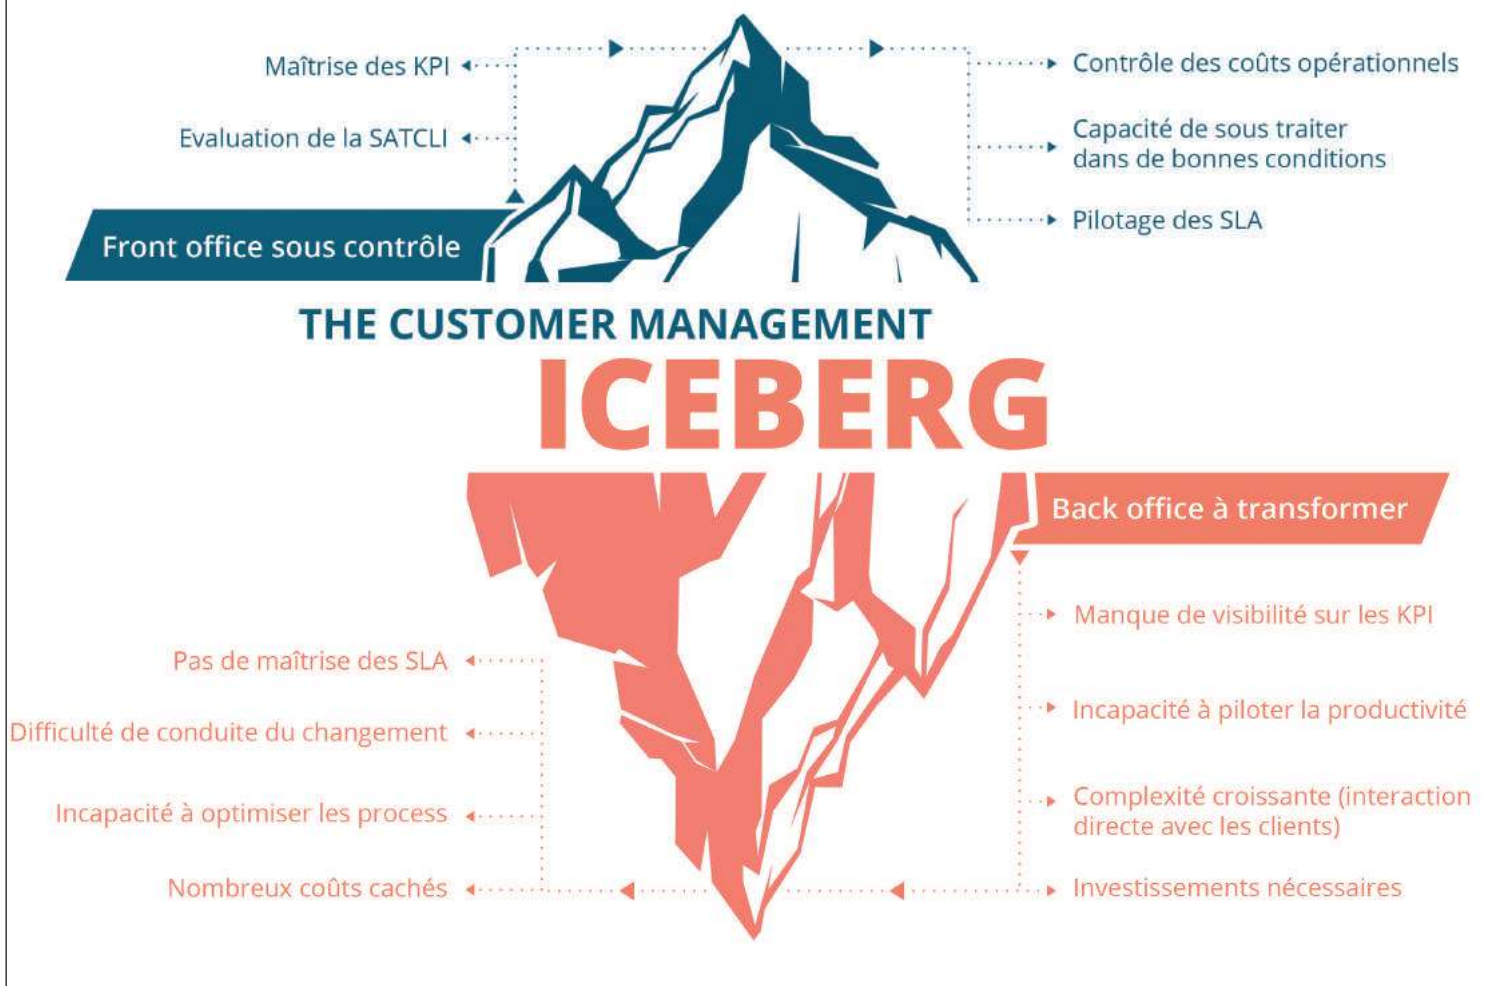 Maîtrise des KPI
Evaluation de la SATCLI
Front office sous contrôle
Contrôle des coûts opérationnels
Capacité de sous traiter
dans de bonnes conditions
Pilotage des SLA
THE CUSTOMER MANAGEMENT
ICEBERG
Back office à transformer
Manque de visibilité sur les KPI
Incapacité à piloter la productivité
Complexité croissante (interaction
directe avec les clients)
Investissements nécessaires
Pas de maîtrise des SLA
Difficulté de conduite du changement
Incapacité à optimiser les process
Nombreux coûts cachés